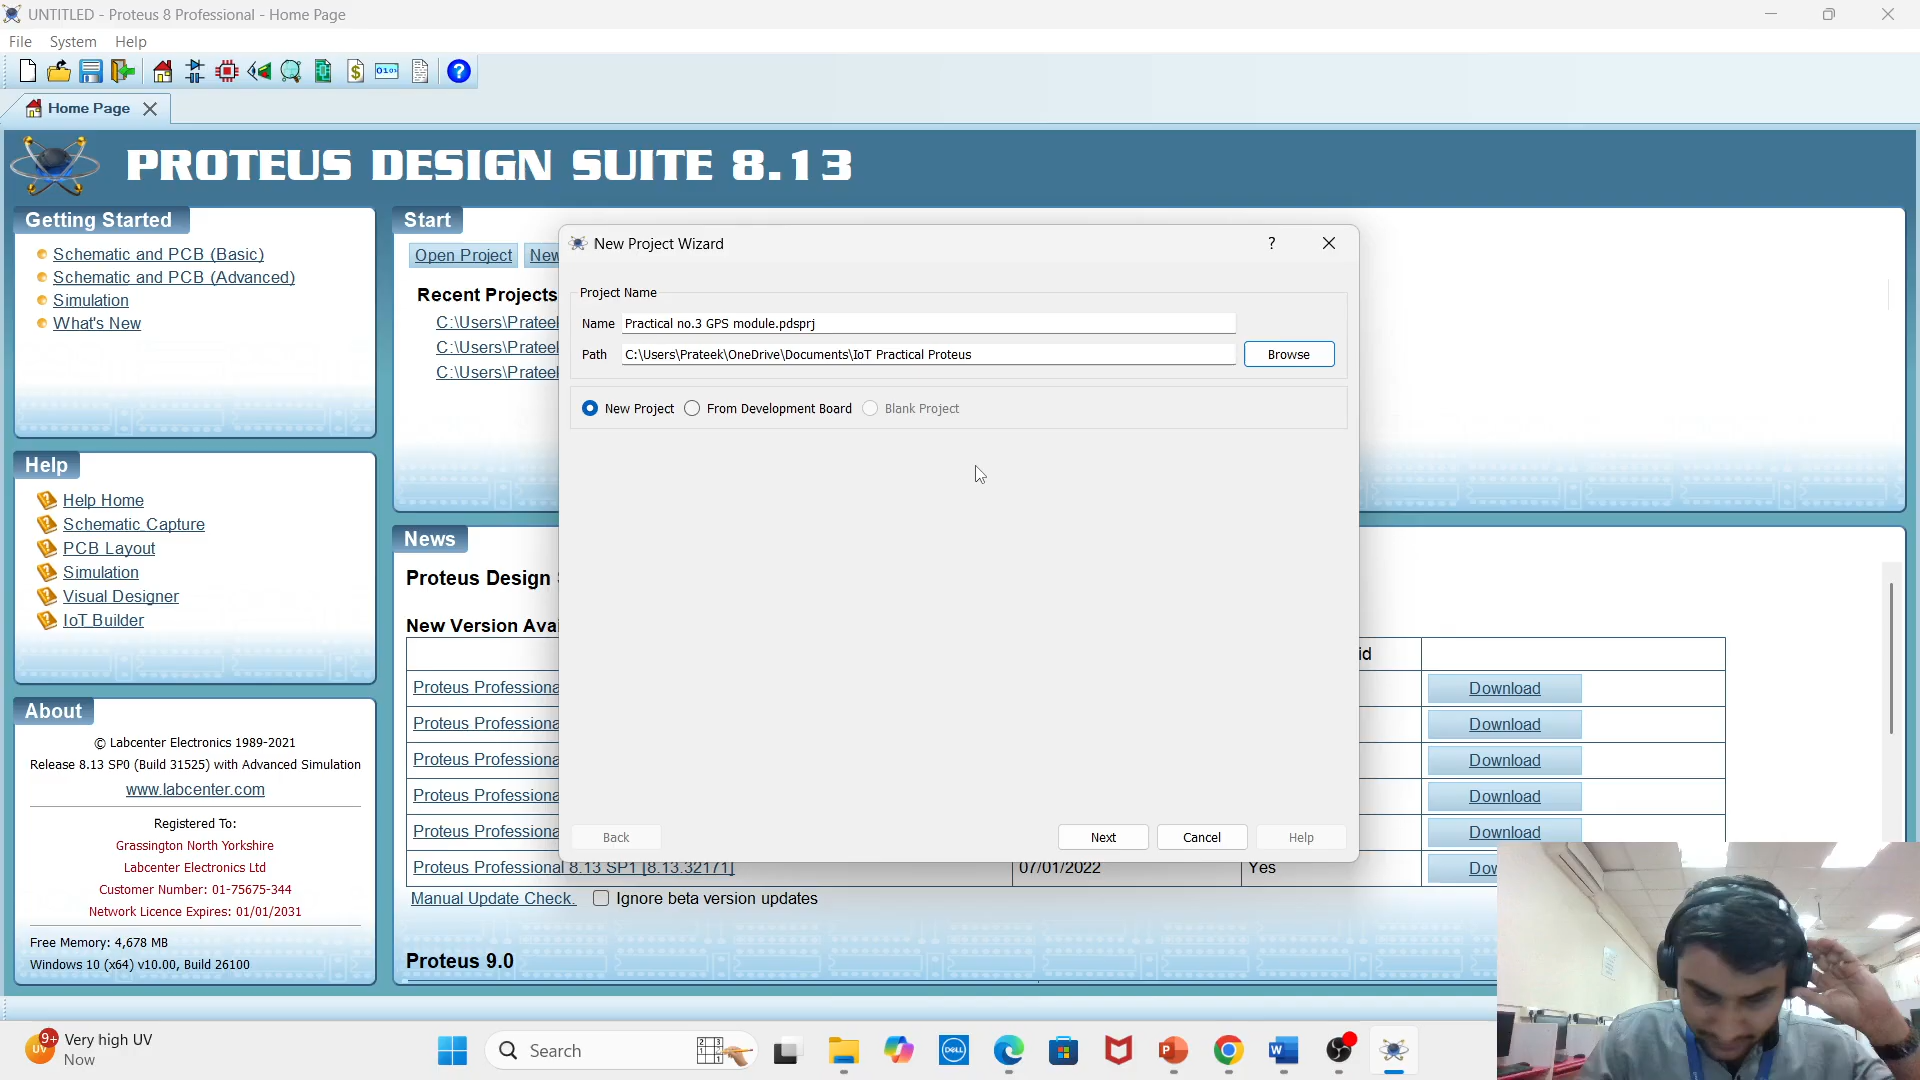 UNTITLED - Proteus 8 Professional - Home Page
File System Help
Home Page
PROTEUS DESIGN SUITE 8.13
Getting Started
Schematic and PCB (Basic)
Schematic and PCB (Advanced)
Simulation
What's New
Help
Help Home
Schematic Capture
PCB Layout
Simulation
Visual Designer
IoT Builder
About
© Labcenter Electronics 1989-2021
Release 8.13 SP0 (Build 31525) with Advanced Simulation
www.labcenter.com
Registered To:
Grassington North Yorkshire
Labcenter Electronics Ltd
Customer Number: 01-75675-344
Network Licence Expires: 01/01/2031
Free Memory: 4,678 MB
Windows 10 (x64) v10.00, Build 26100
Start
Open Project New
Recent Projects
C:\Users\Prateek
C:\Users\Prateek
C:\Users\Prateek
New Project Wizard
Project Name
Name Practical no.3 GPS module.pdsprj
Path C:\Users\Prateek\OneDrive\Documents\IoT Practical Proteus Browse
New Project From Development Board Blank Project
Back Next Cancel Help
News
Proteus Design
New Version Avai
id
Proteus Professiona Download
Proteus Professiona Download
Proteus Professiona Download
Proteus Professiona Download
Proteus Professiona Download
Proteus Professional 8.13 SP1 [8.13.32171] 07/01/2022 Yes Dow
Manual Update Check. Ignore beta version updates
Proteus 9.0
9+
UV
Very high UV
Now
Search
DELL